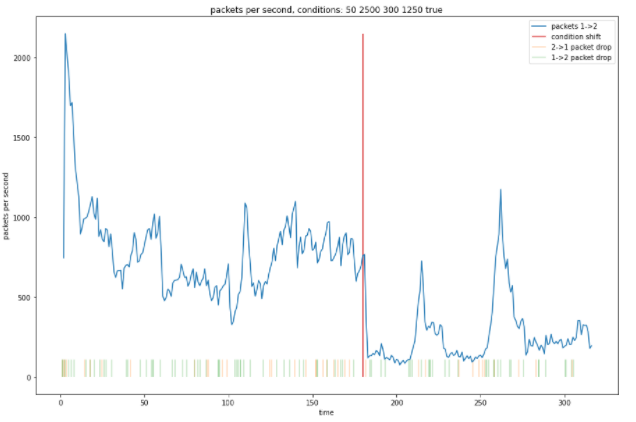 packets per second, conditions: 50 2500 300 1250 true
packets 1->2
condition shift
2->1 packet drop
1->2 packet drop
packets per second
2000
1500
1000
500
0
0
50
100
150
200
250
300
time